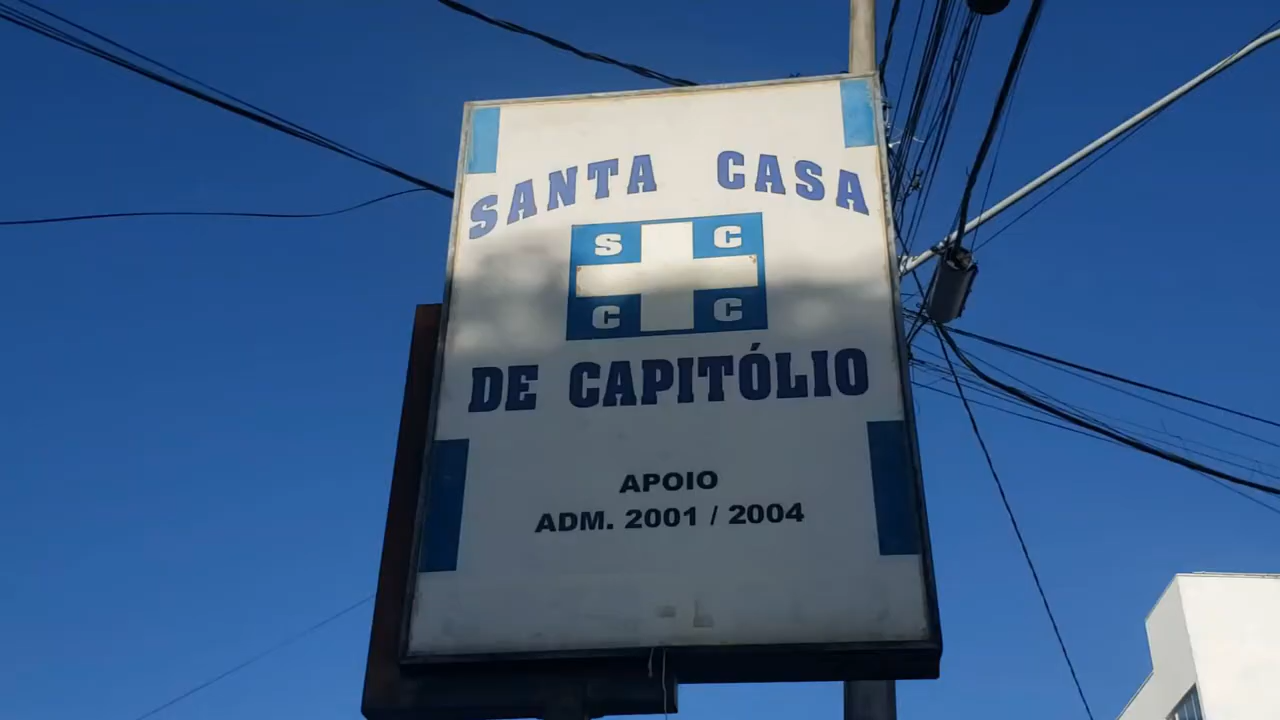 SANTA CASA
S C
C C
DE CAPITÓLIO
APOIO
ADM. 2001 / 2004